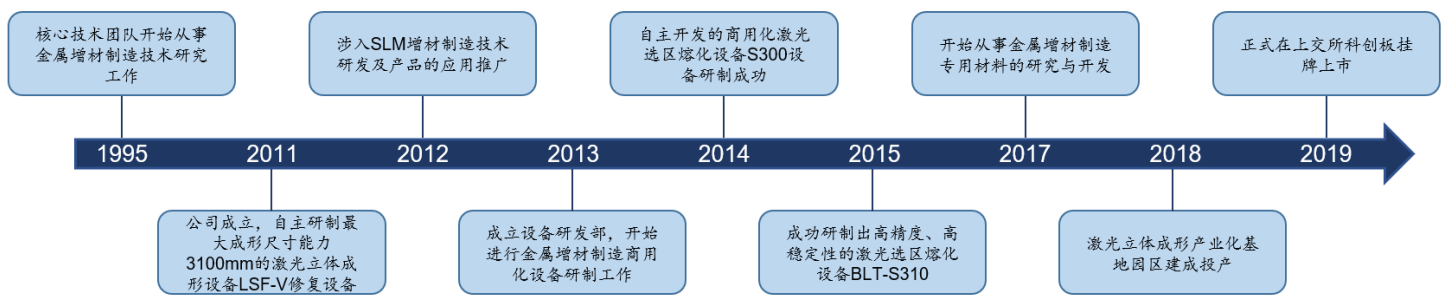 核心技术团队开始从事
金属增材制造技术研究
工作
涉入SLM增材制造技术
研发及产品的应用推广
自主开发的商用化激光
选区熔化设备S300设
备研制成功
开始从事金属增材制造
专用材料的研究与开发
正式在上交所科创板挂
牌上市
1995
2011
2012
2013
2014
2015
2017
2018
2019
公司成立，自主研制最
大成形尺寸能力
3100mm的激光立体成
形设备LSF-V修复设备
成立设备研发部，开始
进行金属增材制造商用
化设备研制工作
成功研制出高精度、高
稳定性的激光选区熔化
设备BLT-S310
激光立体成形产业化基
地园区建成投产